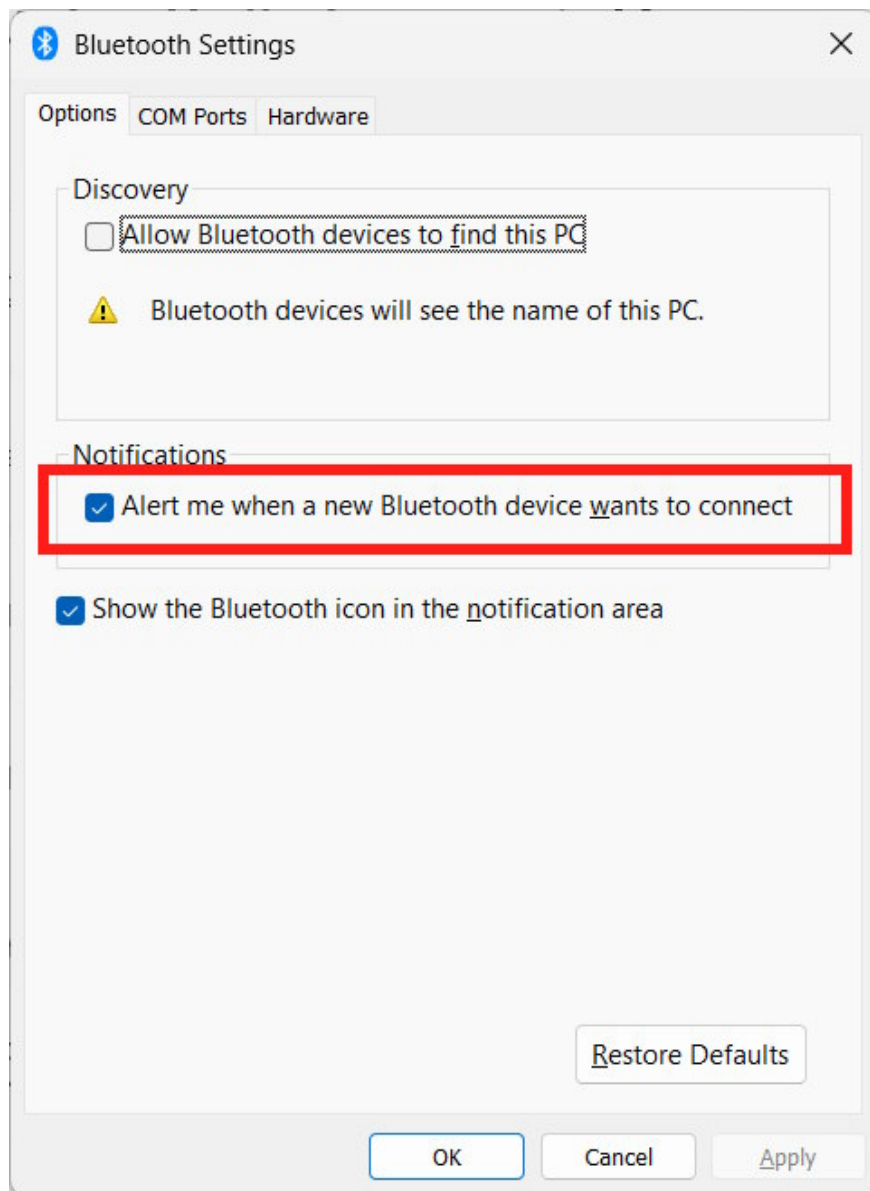 Bluetooth Settings
Options COM Ports Hardware
Discovery
Allow Bluetooth devices to find this PC
Bluetooth devices will see the name of this PC.
Notifications
Alert me when a new Bluetooth device wants to connect
Show the Bluetooth icon in the notification area
Restore Defaults
OK Cancel Apply